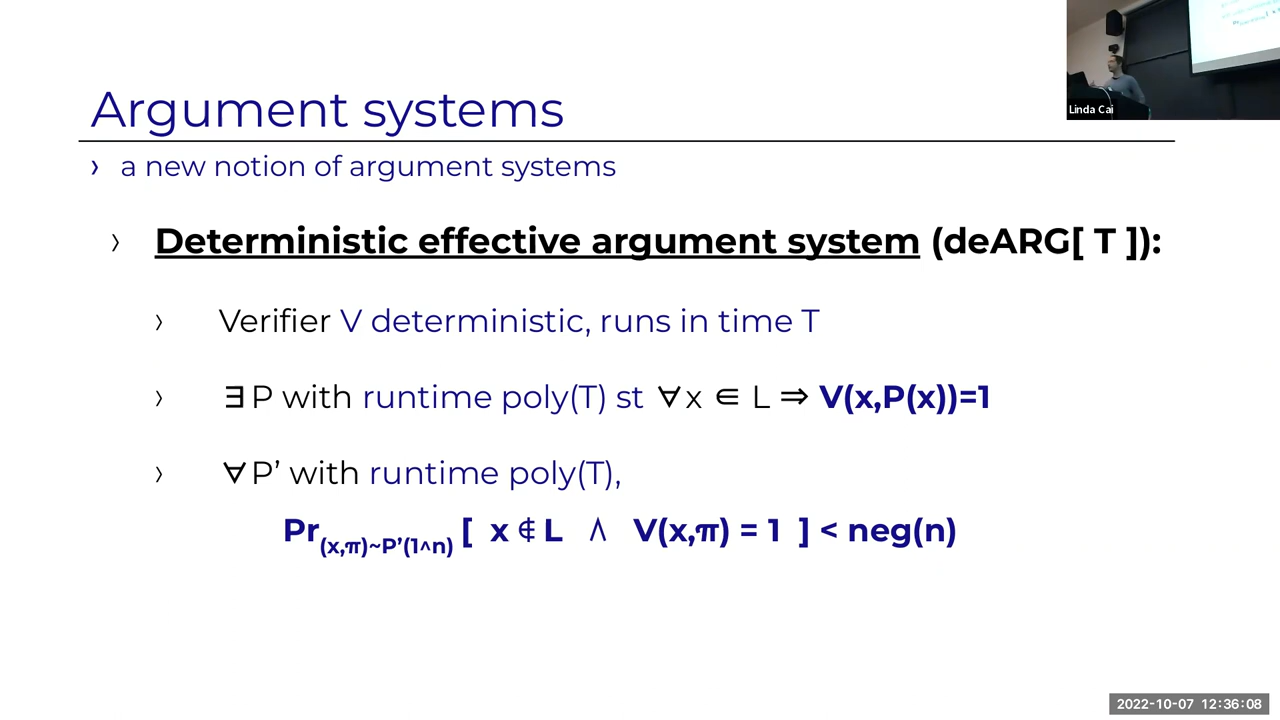 Argument systems
› a new notion of argument systems
› Deterministic effective argument system (deARG[ T ]):
› Verifier V deterministic, runs in time T
› ∃ P with runtime poly(T) st ∀ x ∈ L ⇒ V(x,P(x))=1
› ∀ P’ with runtime poly(T),
Pr(x,π)~P’(1^n) [ x ∉ L ∧ V(x,π) = 1 ] < neg(n)
Linda Cai
2022-10-07 12:36:08